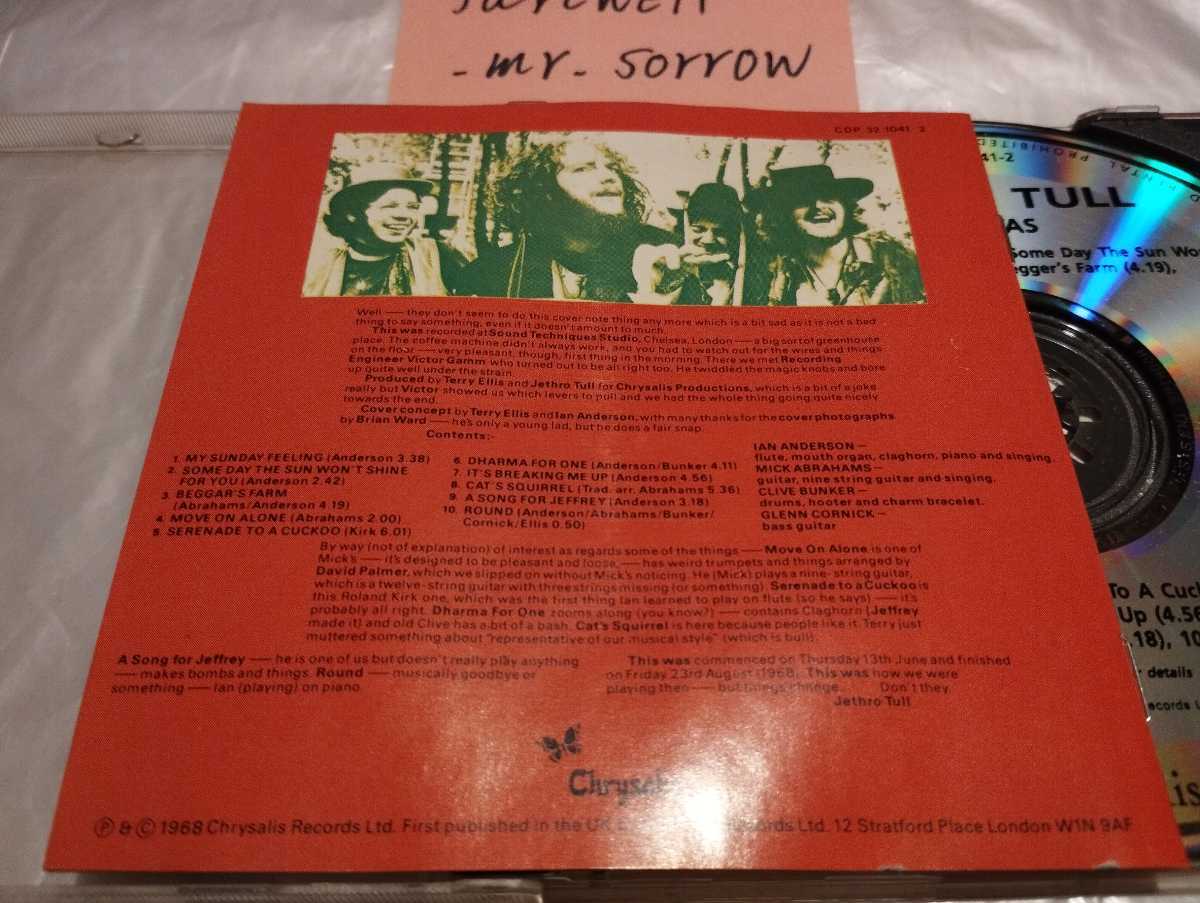 farewell
- mr. sorrow
CDP 32 1041 2
Well — they don't seem to do this cover note thing any more which is a bit sad as it is not a bad
thing to say something, even if it doesn't amount to much.
This was recorded at Sound Techniques Studio, Chelsea, London — a big sort of greenhouse
place. The coffee machine didn't always work, and you had to watch out for the wires and things
on the floor — very pleasant, though, first thing in the morning. There we met Recording
Engineer Victor Gamm who turned out to be all right too. He twiddled the magic knobs and bore
up quite well under the strain.
Produced by Terry Ellis and Jethro Tull for Chrysalis Productions, which is a bit of a joke
really but Victor showed us which levers to pull and we had the whole thing going quite nicely
towards the end.
Cover concept by Terry Ellis and Ian Anderson, with many thanks for the cover photographs
by Brian Ward — he's only a young lad, but he does a fair snap.
Contents:-
1. MY SUNDAY FEELING (Anderson 3.38)
2. SOME DAY THE SUN WON'T SHINE
FOR YOU (Anderson 2.42)
3. BEGGAR'S FARM
(Abrahams/Anderson 4.19)
4. MOVE ON ALONE (Abrahams 2.00)
5. SERENADE TO A CUCKOO (Kirk 6.01)
6. DHARMA FOR ONE (Anderson/Bunker 4.11)
7. IT'S BREAKING ME UP (Anderson 4.56)
8. CAT'S SQUIRREL (Trad. arr. Abrahams 5.36)
9. A SONG FOR JEFFREY (Anderson 3.18)
10. ROUND (Anderson/Abrahams/Bunker/
Cornick/Ellis 0.50)
IAN ANDERSON —
flute, mouth organ, claghorn, piano and singing.
MICK ABRAHAMS —
guitar, nine string guitar and singing.
CLIVE BUNKER —
drums, hooter and charm bracelet.
GLENN CORNICK —
bass guitar
By way (not of explanation) of interest as regards some of the things — Move On Alone is one of
Mick's — it's designed to be pleasant and loose, — has weird trumpets and things arranged by
David Palmer, which we slipped on without Mick's noticing. He (Mick) plays a nine-string guitar,
which is a twelve-string guitar with three strings missing (or something). Serenade to a Cuckoo is
this Roland Kirk one, which was the first thing Ian learned to play on flute (so he says) — it's
probably all right. Dharma For One zooms along (you know?) — contains Claghorn [Jeffrey
made it] and old Clive has a bit of a bash. Cat's Squirrel is here because people like it. Terry just
muttered something about "representative of our musical style" (which is bull).
A Song for Jeffrey — he is one of us but doesn't really play anything
— makes bombs and things. Round — musically goodbye or
something — Ian (playing) on piano.
This was commenced on Thursday 13th June and finished
on Friday 23rd August (1968. This was how we were
playing then — but things change. Don't they.
Jethro Tull
Chrysal
Ⓟ & © 1968 Chrysalis Records Ltd. First published in the UK Records Ltd. 12 Stratford Place London W1N 9AF
RENTAL PROHIBITED
41-2
TULL
AS
Some Day The Sun Wo
egger's Farm (4.19),
To A Cuc
Up (4.56
.18), 10
details
ecords L
is